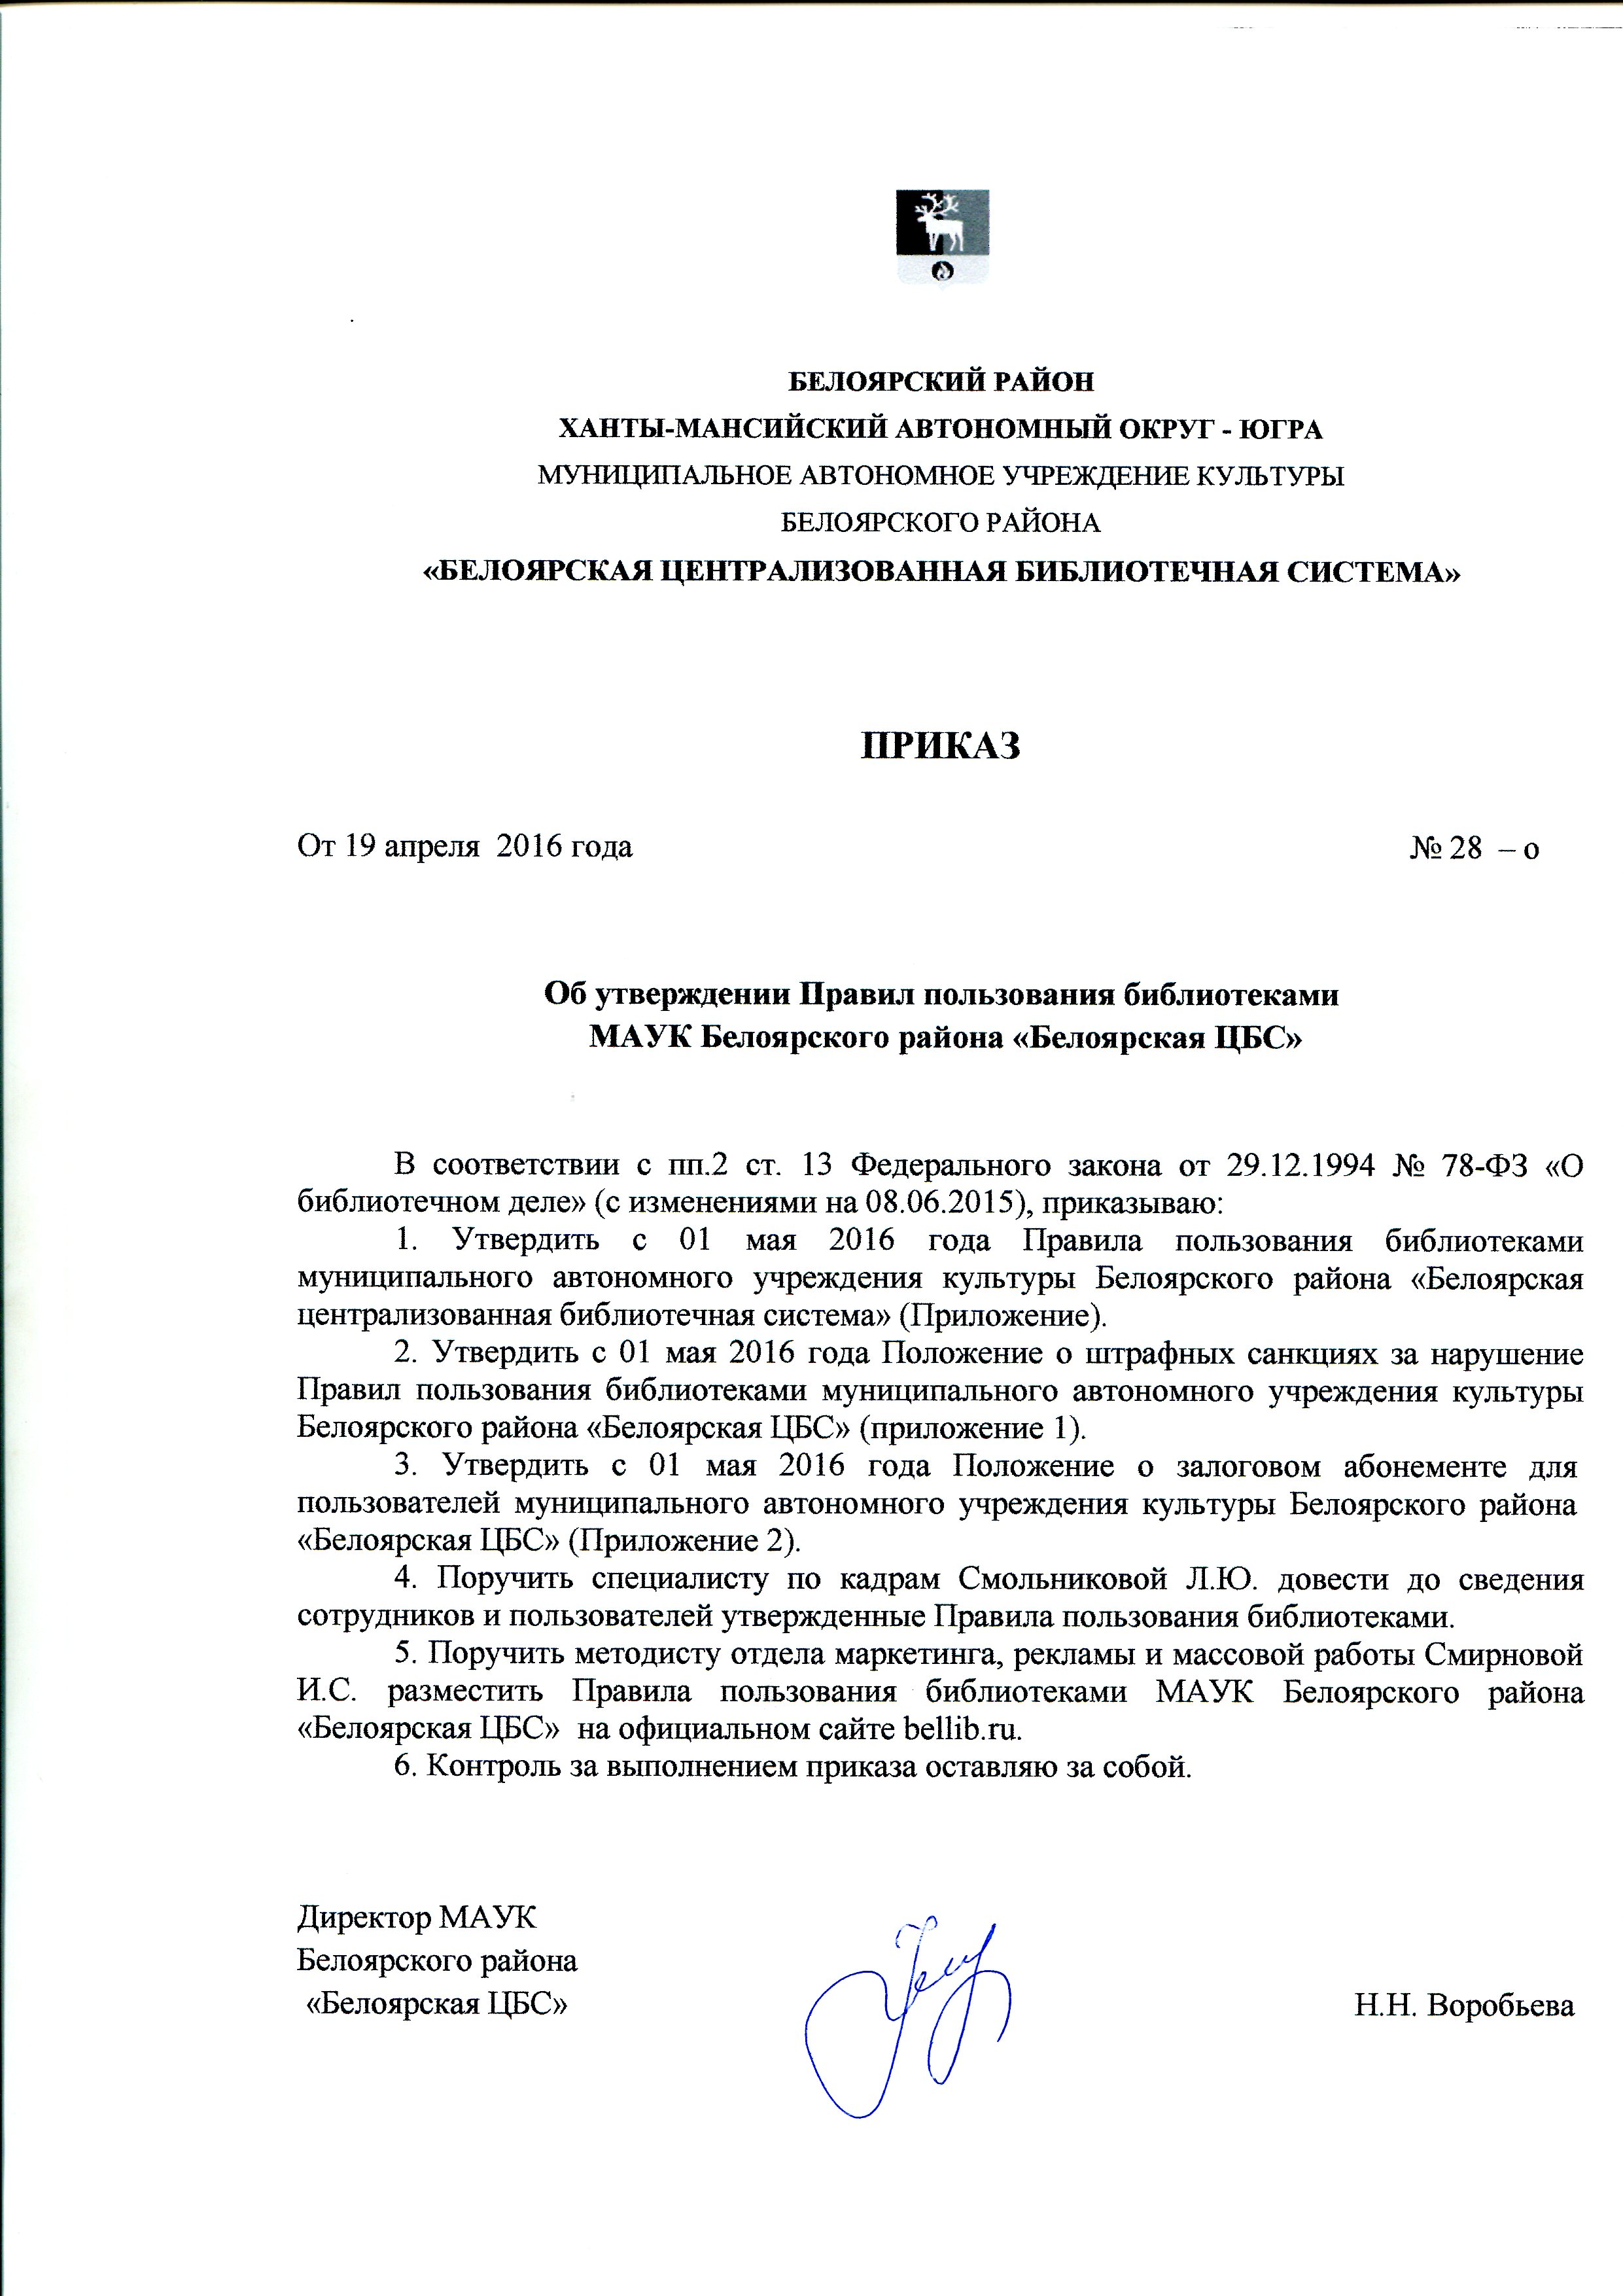 БЕЛОЯРСКИЙ РАЙОН
ХАНТЫ-МАНСИЙСКИЙ АВТОНОМНЫЙ ОКРУГ - ЮГРА
МУНИЦИПАЛЬНОЕ АВТОНОМНОЕ УЧРЕЖДЕНИЕ КУЛЬТУРЫ
БЕЛОЯРСКОГО РАЙОНА
«БЕЛОЯРСКАЯ ЦЕНТРАЛИЗОВАННАЯ БИБЛИОТЕЧНАЯ СИСТЕМА»
ПРИКАЗ
От 19 апреля 2016 года № 28 – о
Об утверждении Правил пользования библиотеками
МАУК Белоярского района «Белоярская ЦБС»
В соответствии с пп.2 ст. 13 Федерального закона от 29.12.1994 № 78-ФЗ «О
библиотечном деле» (с изменениями на 08.06.2015), приказываю:
1. Утвердить с 01 мая 2016 года Правила пользования библиотеками
муниципального автономного учреждения культуры Белоярского района «Белоярская
централизованная библиотечная система» (Приложение).
2. Утвердить с 01 мая 2016 года Положение о штрафных санкциях за нарушение
Правил пользования библиотеками муниципального автономного учреждения культуры
Белоярского района «Белоярская ЦБС» (приложение 1).
3. Утвердить с 01 мая 2016 года Положение о залоговом абонементе для
пользователей муниципального автономного учреждения культуры Белоярского района
«Белоярская ЦБС» (Приложение 2).
4. Поручить специалисту по кадрам Смольниковой Л.Ю. довести до сведения
сотрудников и пользователей утвержденные Правила пользования библиотеками.
5. Поручить методисту отдела маркетинга, рекламы и массовой работы Смирновой
И.С. разместить Правила пользования библиотеками МАУК Белоярского района
«Белоярская ЦБС» на официальном сайте bellib.ru.
6. Контроль за выполнением приказа оставляю за собой.
Директор МАУК
Белоярского района
«Белоярская ЦБС» Н.Н. Воробьева